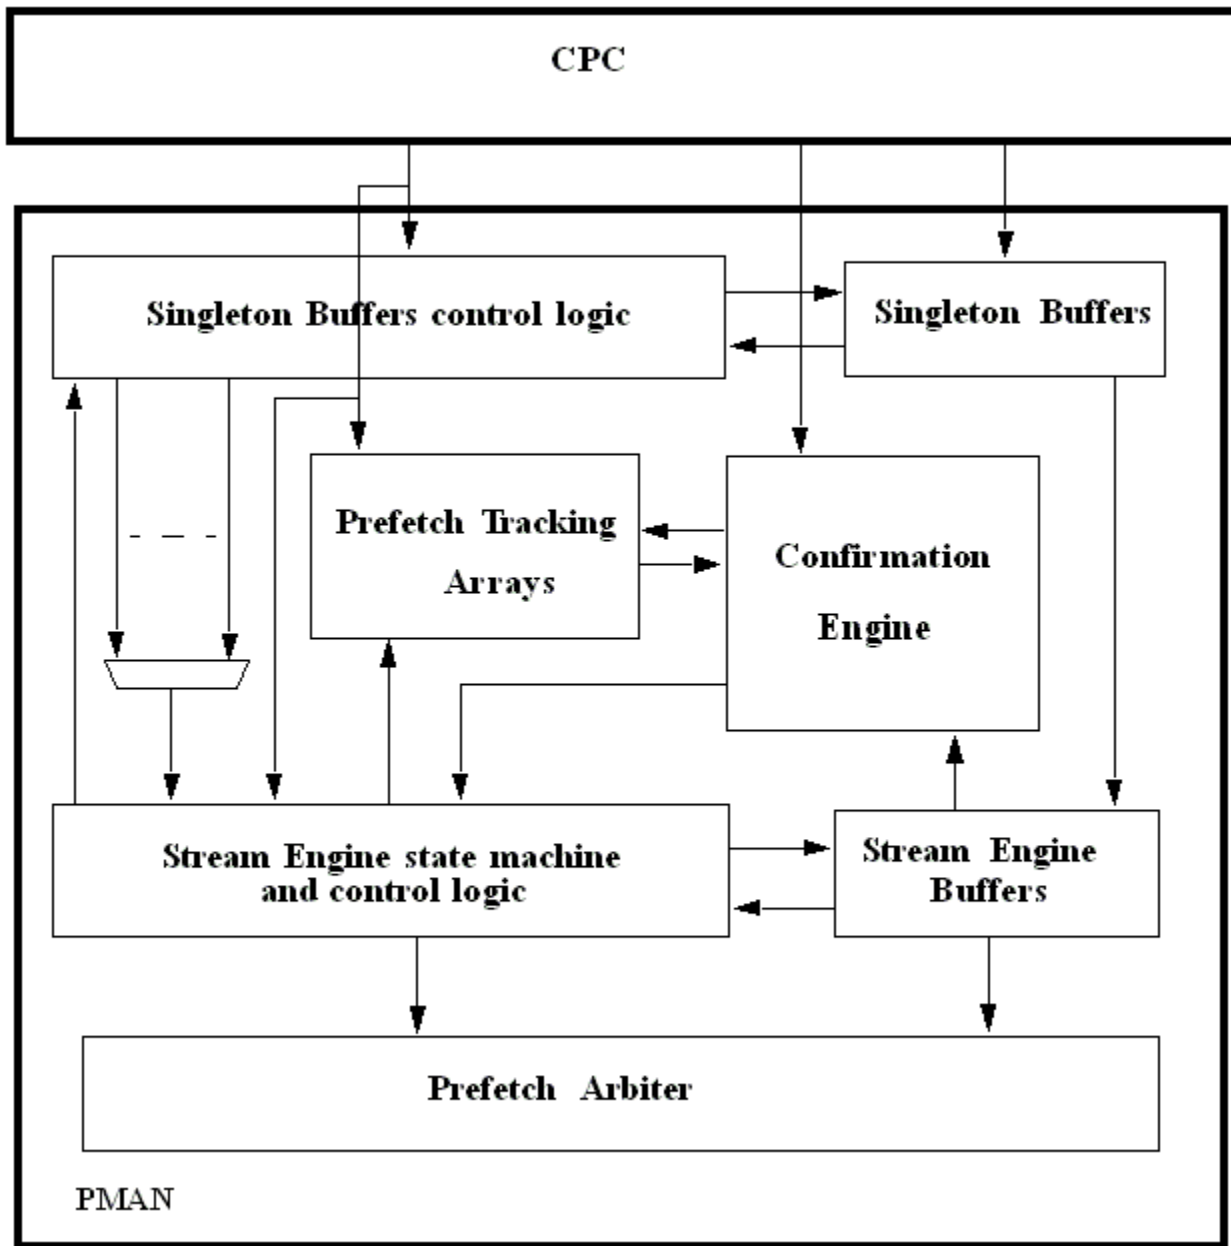 CPC
Singleton Buffers control logic
Singleton Buffers
Prefetch Tracking
Arrays
Confirmation
Engine
Stream Engine state machine
and control logic
Stream Engine
Buffers
Prefetch Arbiter
PMAN